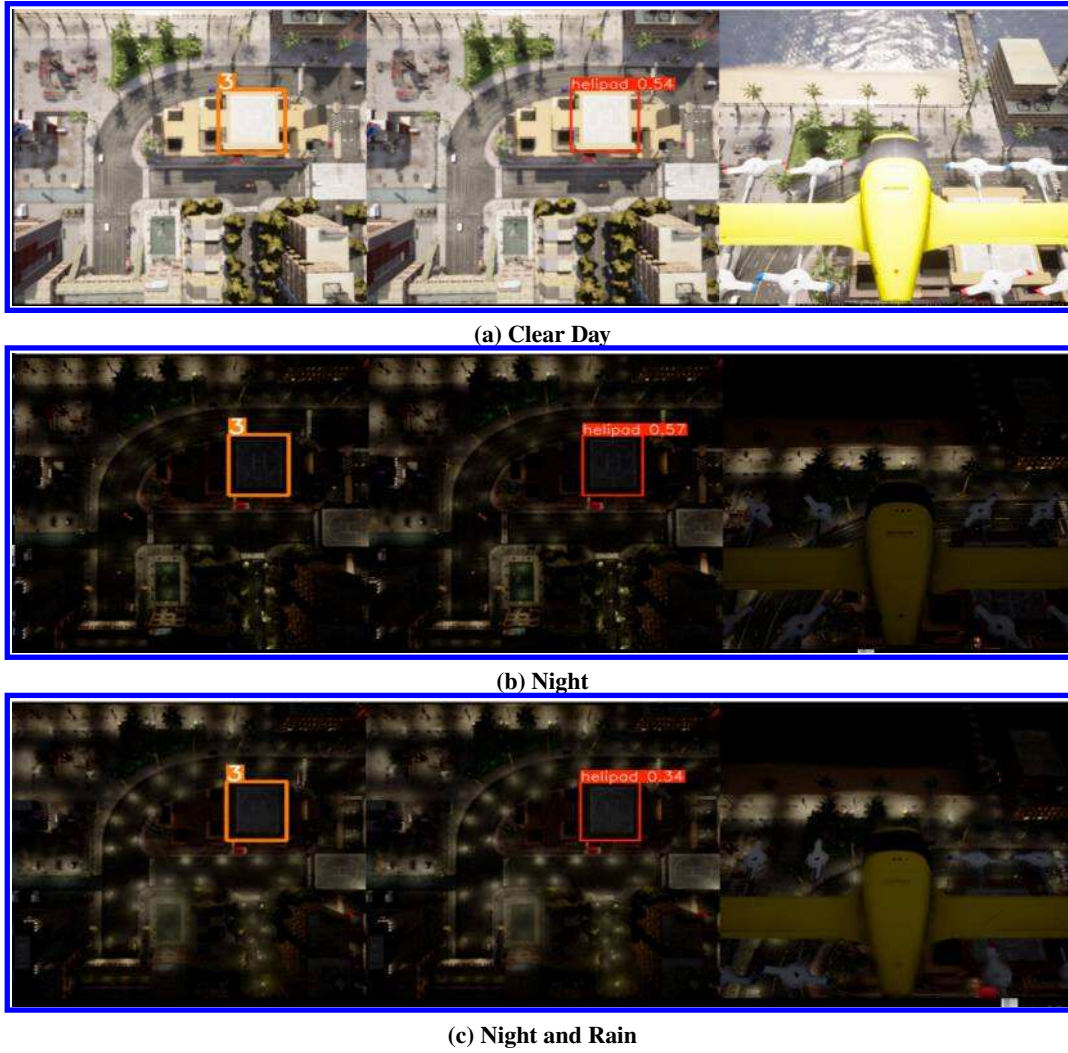 3
helipad 0.54
(a) Clear Day
3
helipad 0.57
(b) Night
3
helipad 0.34
(c) Night and Rain